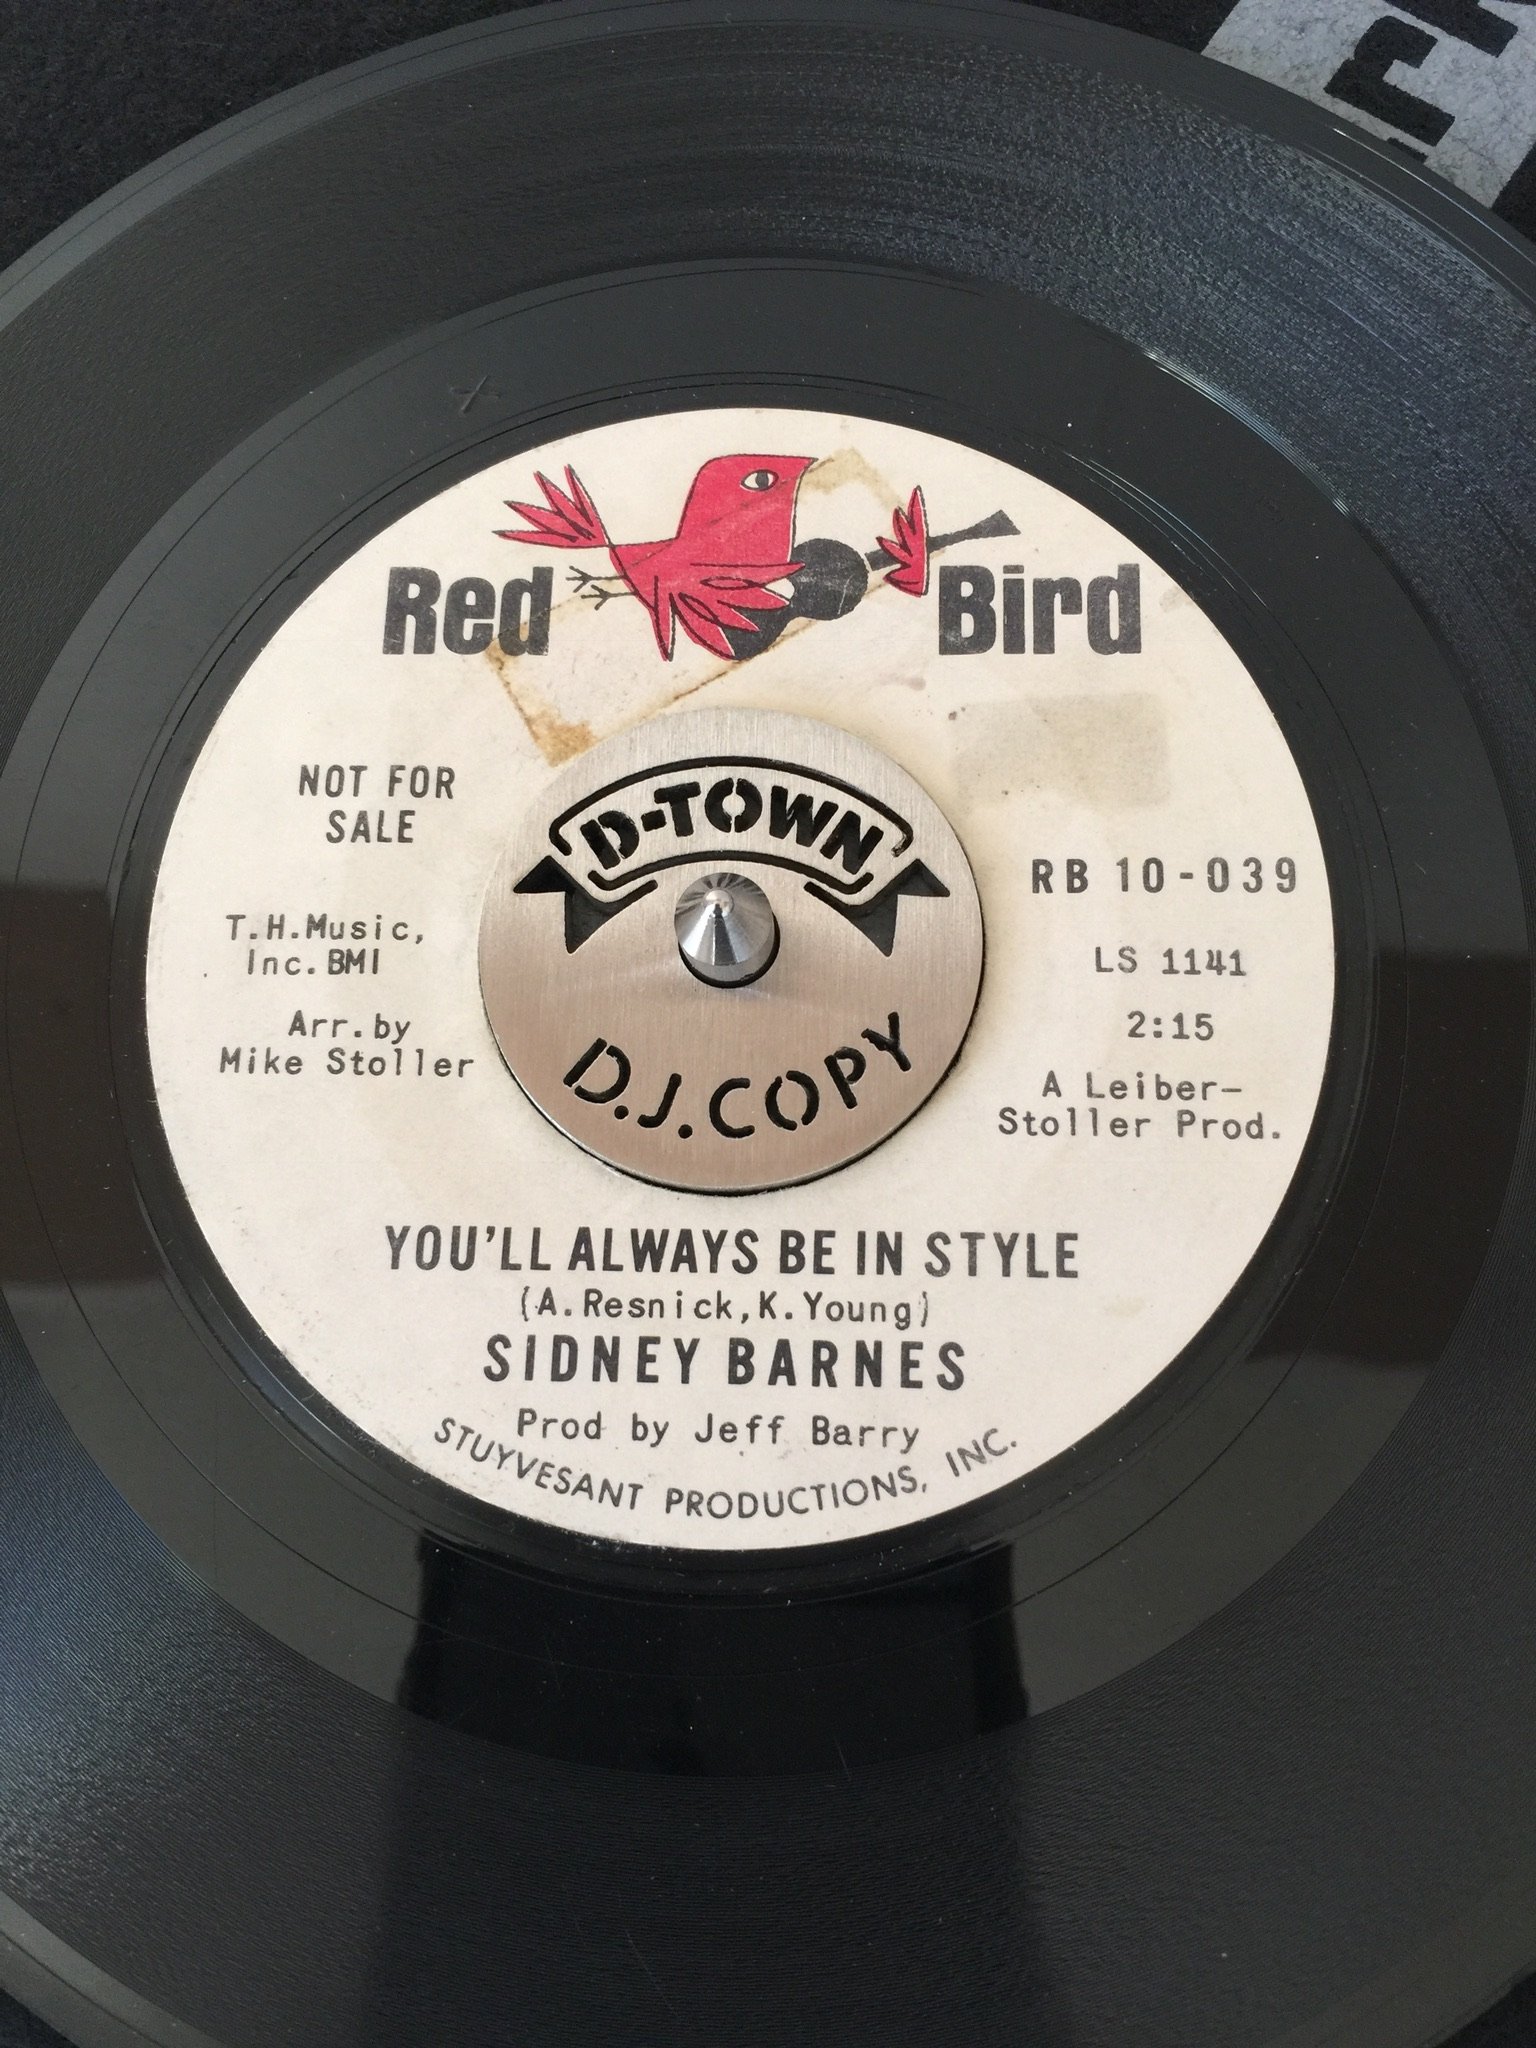 Red Bird
NOT FOR
SALE
T.H.Music,
Inc. BMI
Arr. by
Mike Stoller
D-TOWN
D.J. COPY
RB 10-039
LS 1141
2:15
A Leiber-
Stoller Prod.
YOU'LL ALWAYS BE IN STYLE
(A. Resnick, K. Young)
SIDNEY BARNES
Prod by Jeff Barry
STUYVESANT PRODUCTIONS, INC.